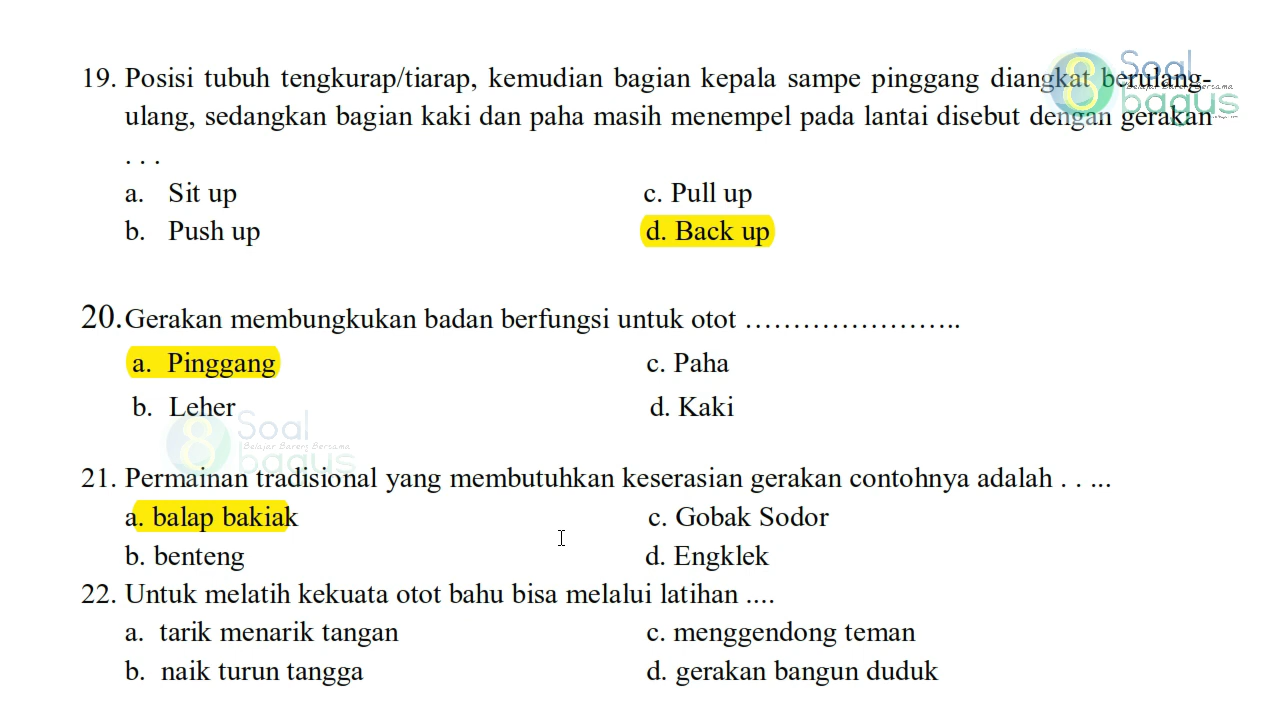 Soal
Belajar Bareng Bersama
bagus
19. Posisi tubuh tengkurap/tiarap, kemudian bagian kepala sampe pinggang diangkat berulang-
ulang, sedangkan bagian kaki dan paha masih menempel pada lantai disebut dengan gerakan
. . .
a. Sit up c. Pull up
b. Push up d. Back up
20. Gerakan membungkukan badan berfungsi untuk otot …………………..
a. Pinggang c. Paha
b. Leher d. Kaki
Soal
Belajar Bareng Bersama
bagus
21. Permainan tradisional yang membutuhkan keserasian gerakan contohnya adalah . . ...
a. balap bakiak c. Gobak Sodor
b. benteng d. Engklek
22. Untuk melatih kekuata otot bahu bisa melalui latihan ....
a. tarik menarik tangan c. menggendong teman
b. naik turun tangga d. gerakan bangun duduk